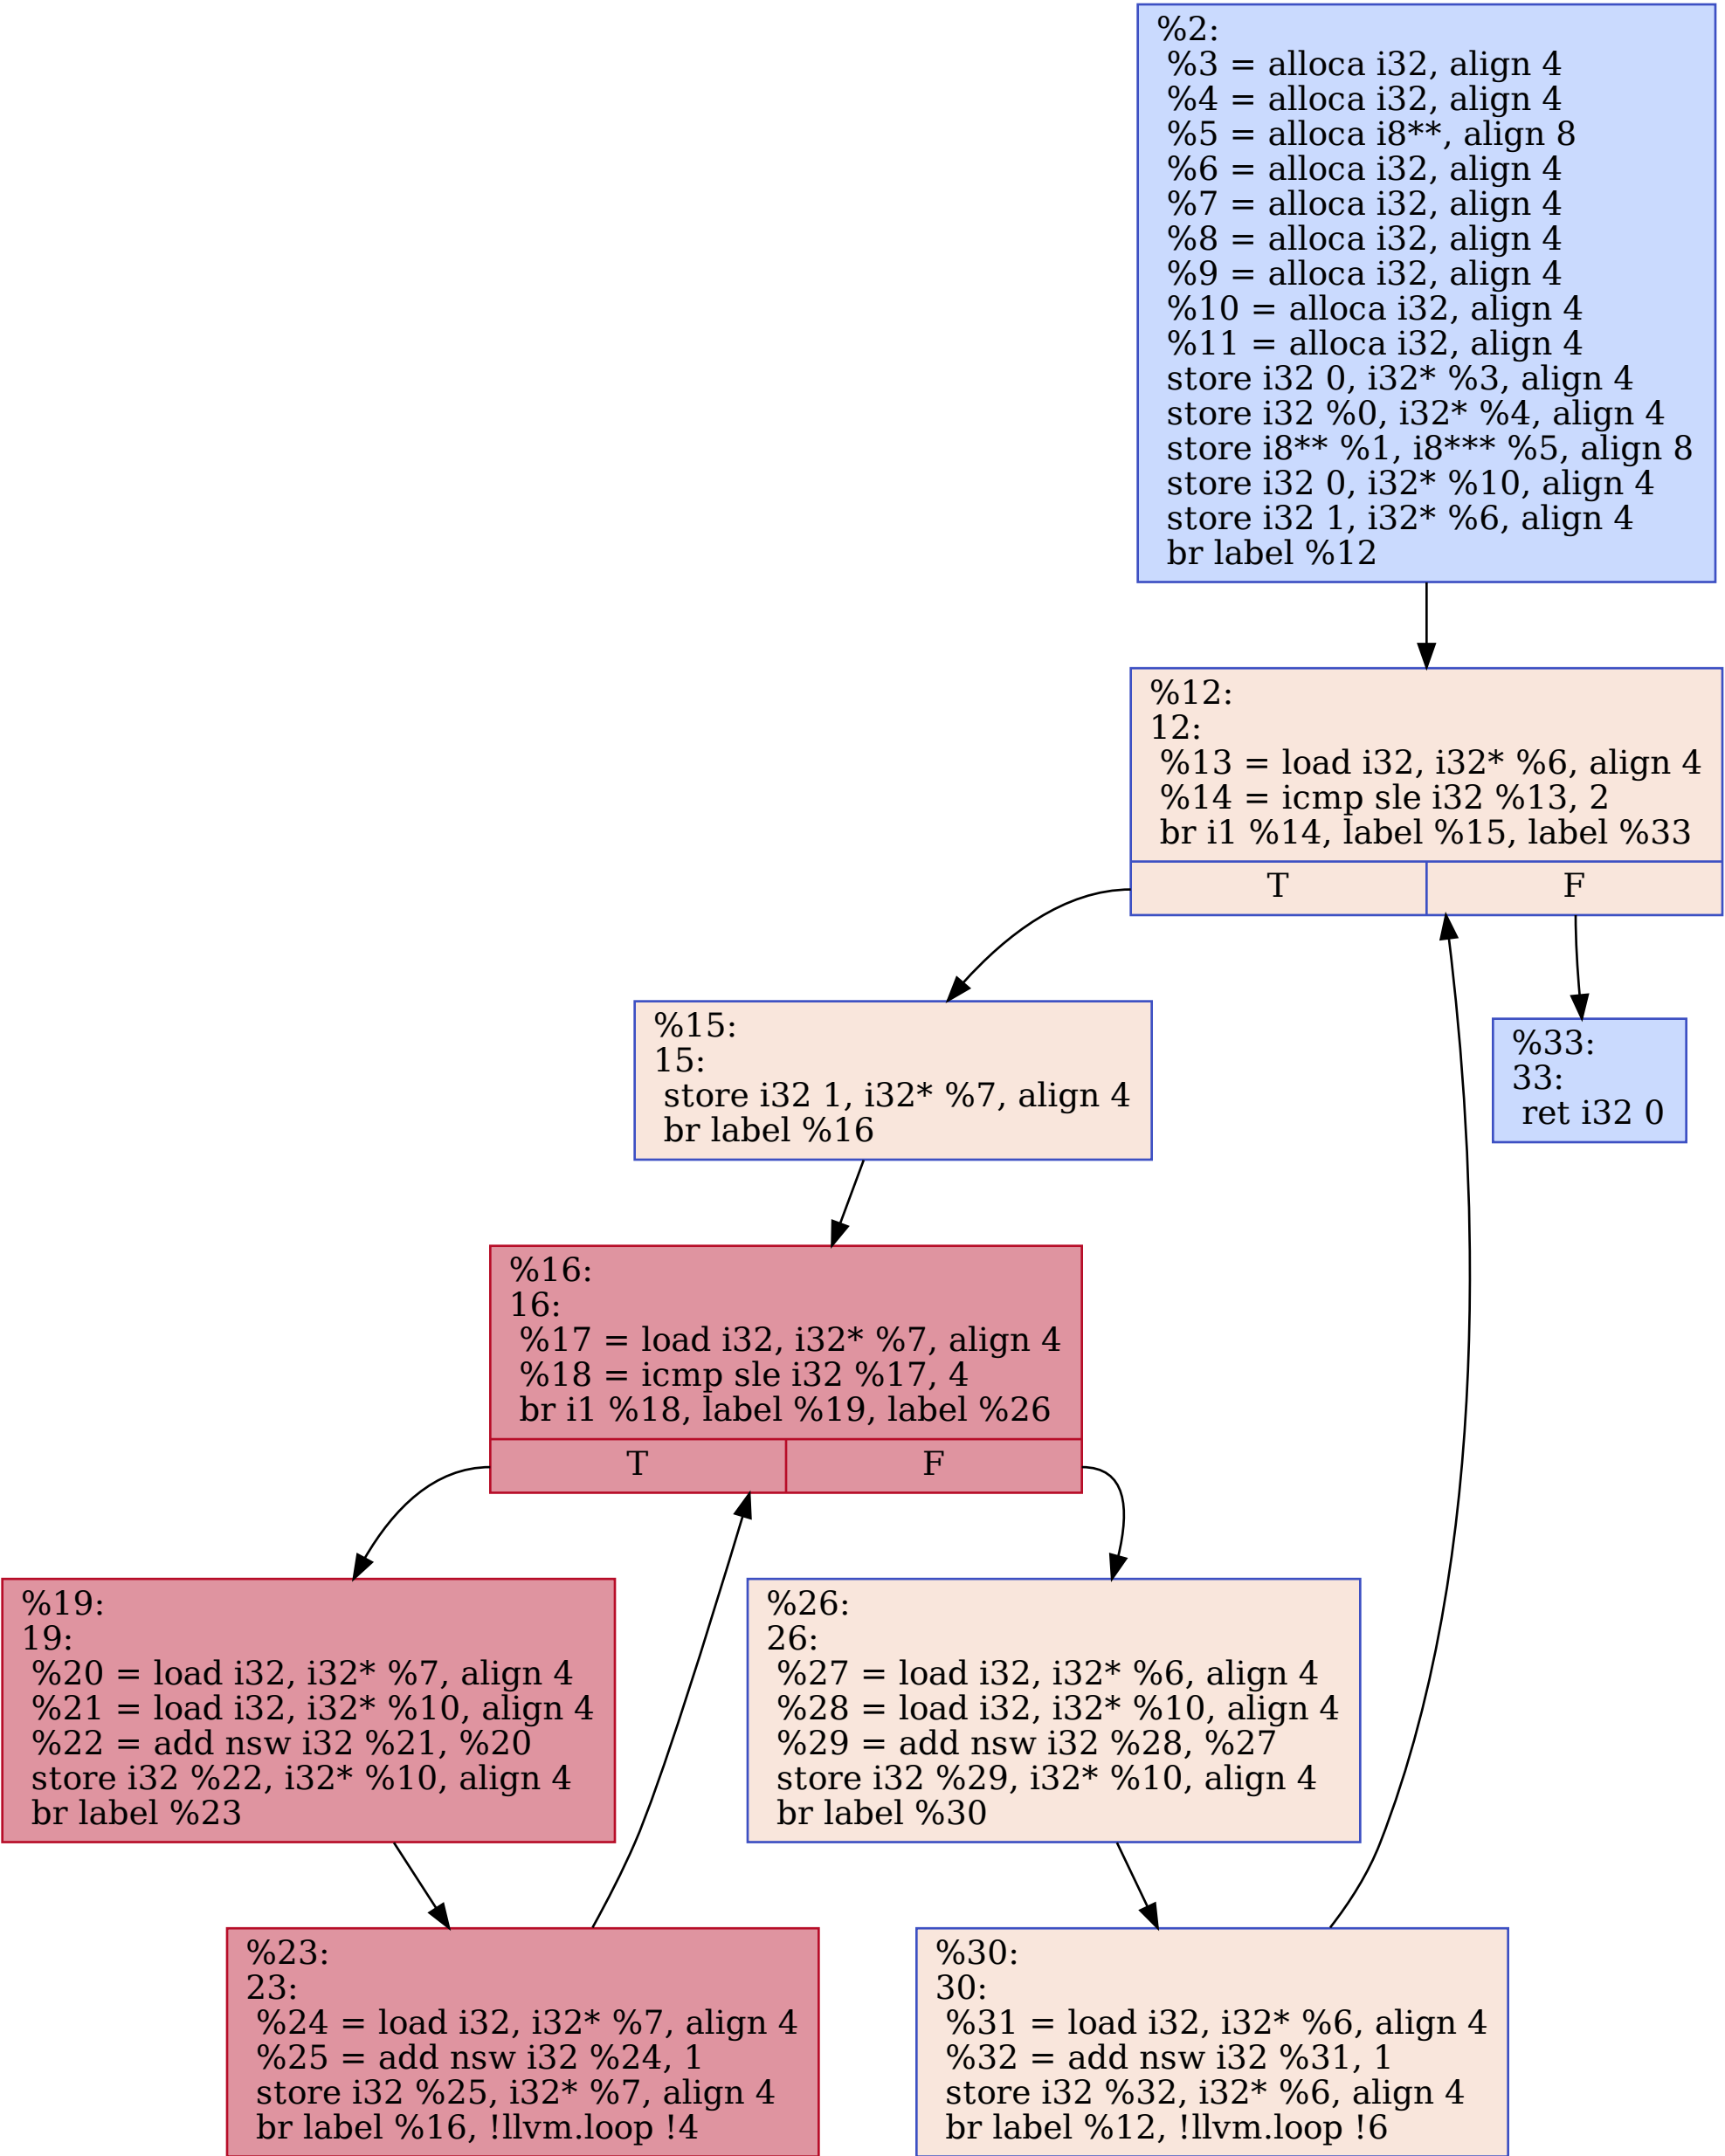 %2:
%3 = alloca i32, align 4
%4 = alloca i32, align 4
%5 = alloca i8**, align 8
%6 = alloca i32, align 4
%7 = alloca i32, align 4
%8 = alloca i32, align 4
%9 = alloca i32, align 4
%10 = alloca i32, align 4
%11 = alloca i32, align 4
store i32 0, i32* %3, align 4
store i32 %0, i32* %4, align 4
store i8** %1, i8*** %5, align 8
store i32 0, i32* %10, align 4
store i32 1, i32* %6, align 4
br label %12
%12:
12:
%13 = load i32, i32* %6, align 4
%14 = icmp sle i32 %13, 2
br i1 %14, label %15, label %33
T F
%15:
15:
store i32 1, i32* %7, align 4
br label %16
%33:
33:
ret i32 0
%16:
16:
%17 = load i32, i32* %7, align 4
%18 = icmp sle i32 %17, 4
br i1 %18, label %19, label %26
T F
%19:
19:
%20 = load i32, i32* %7, align 4
%21 = load i32, i32* %10, align 4
%22 = add nsw i32 %21, %20
store i32 %22, i32* %10, align 4
br label %23
%26:
26:
%27 = load i32, i32* %6, align 4
%28 = load i32, i32* %10, align 4
%29 = add nsw i32 %28, %27
store i32 %29, i32* %10, align 4
br label %30
%23:
23:
%24 = load i32, i32* %7, align 4
%25 = add nsw i32 %24, 1
store i32 %25, i32* %7, align 4
br label %16, !llvm.loop !4
%30:
30:
%31 = load i32, i32* %6, align 4
%32 = add nsw i32 %31, 1
store i32 %32, i32* %6, align 4
br label %12, !llvm.loop !6